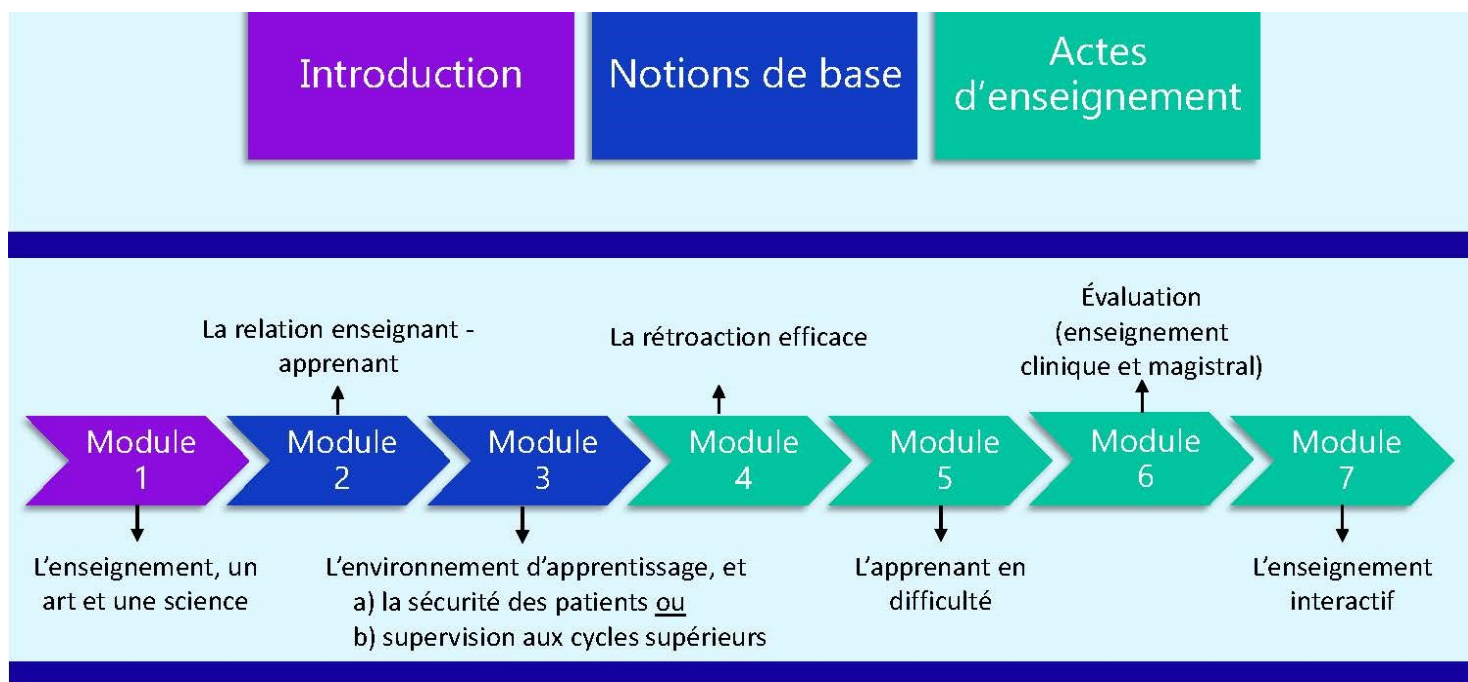 Introduction
Notions de base
Actes
d'enseignement
La relation enseignant -
apprenant
La rétroaction efficace
Évaluation
(enseignement
clinique et magistral)
Module
1
Module
2
Module
3
Module
4
Module
5
Module
6
Module
7
L'enseignement, un
art et une science
L'environnement d'apprentissage, et
a) la sécurité des patients ou
b) supervision aux cycles supérieurs
L'apprenant en
difficulté
L'enseignement
interactif